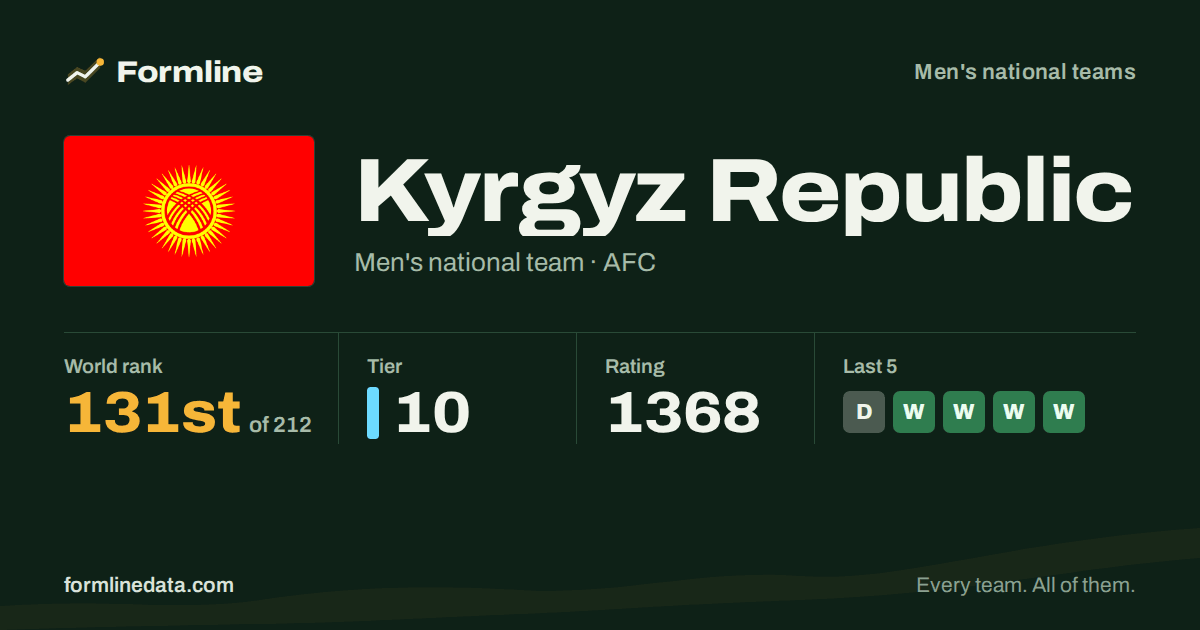 Formline
Men's national teams
Kyrgyz Republic
Men's national team · AFC
World rank
131st of 212
Tier
10
Rating
1368
Last 5
D W W W W
formlinedata.com
Every team. All of them.